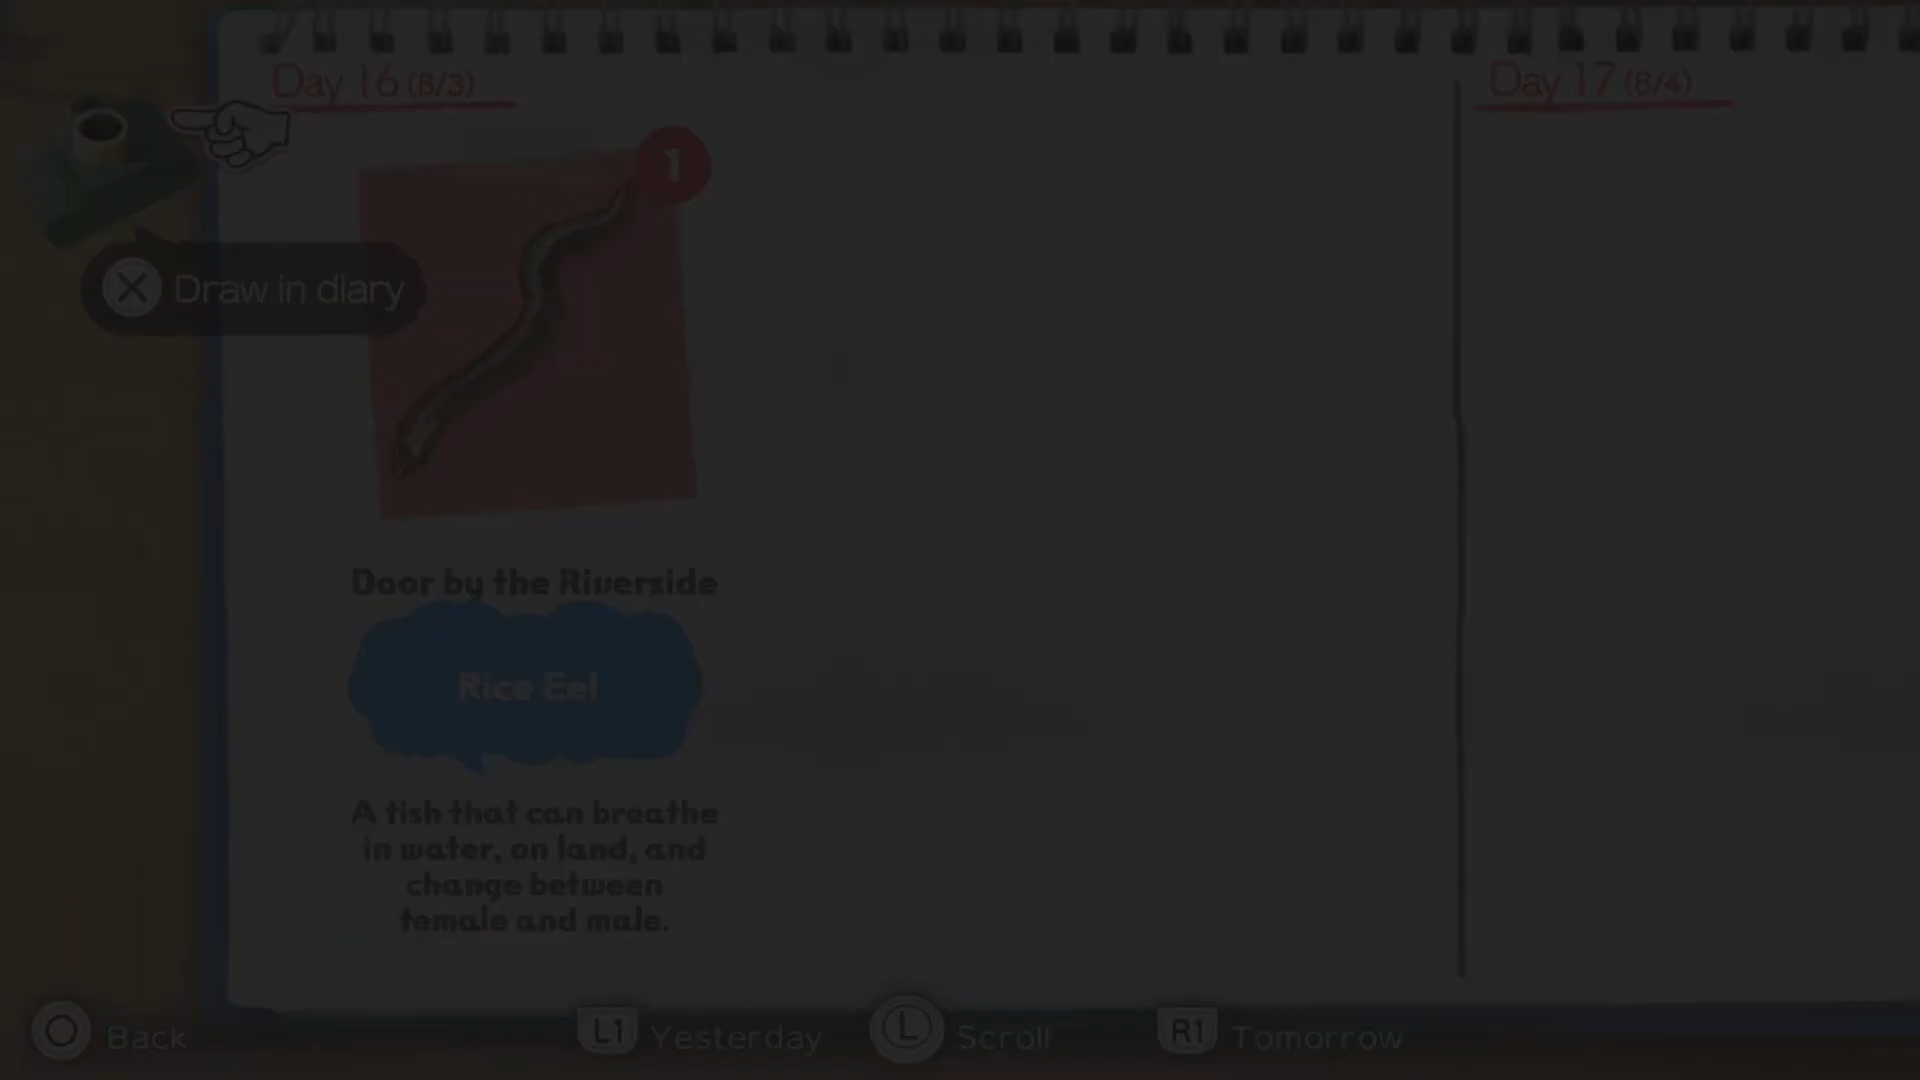 Day 16 (8/3)
Day 17 (8/4)
1
Draw in diary
Door by the Riverside
Rice Eel
A fish that can breathe
in water, on land, and
change between
female and male.
Back
L1 Yesterday
L Scroll
R1 Tomorrow